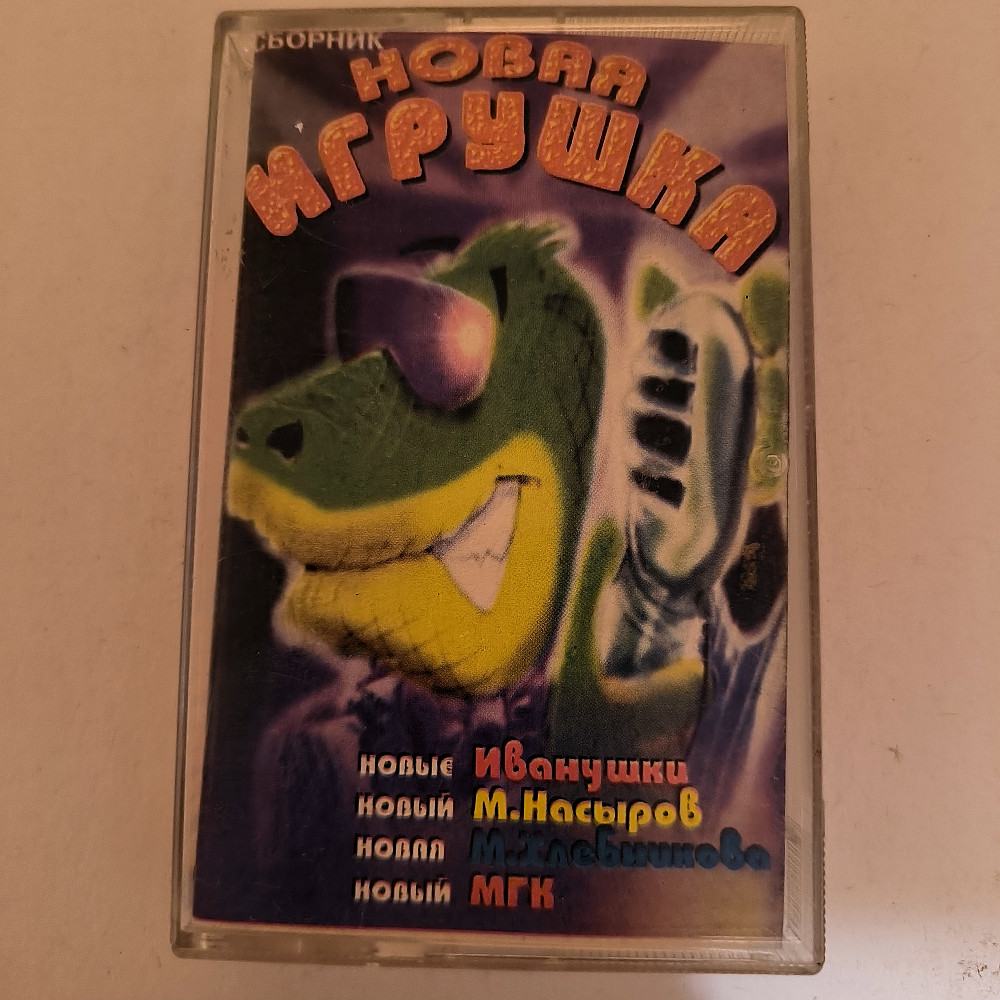 СБОРНИК
НОВАЯ
ИГРУШКА
НОВЫЕ Иванушки
НОВЫЙ М.Насыров
НОВАЯ М.Хлебникова
НОВЫЙ МГК